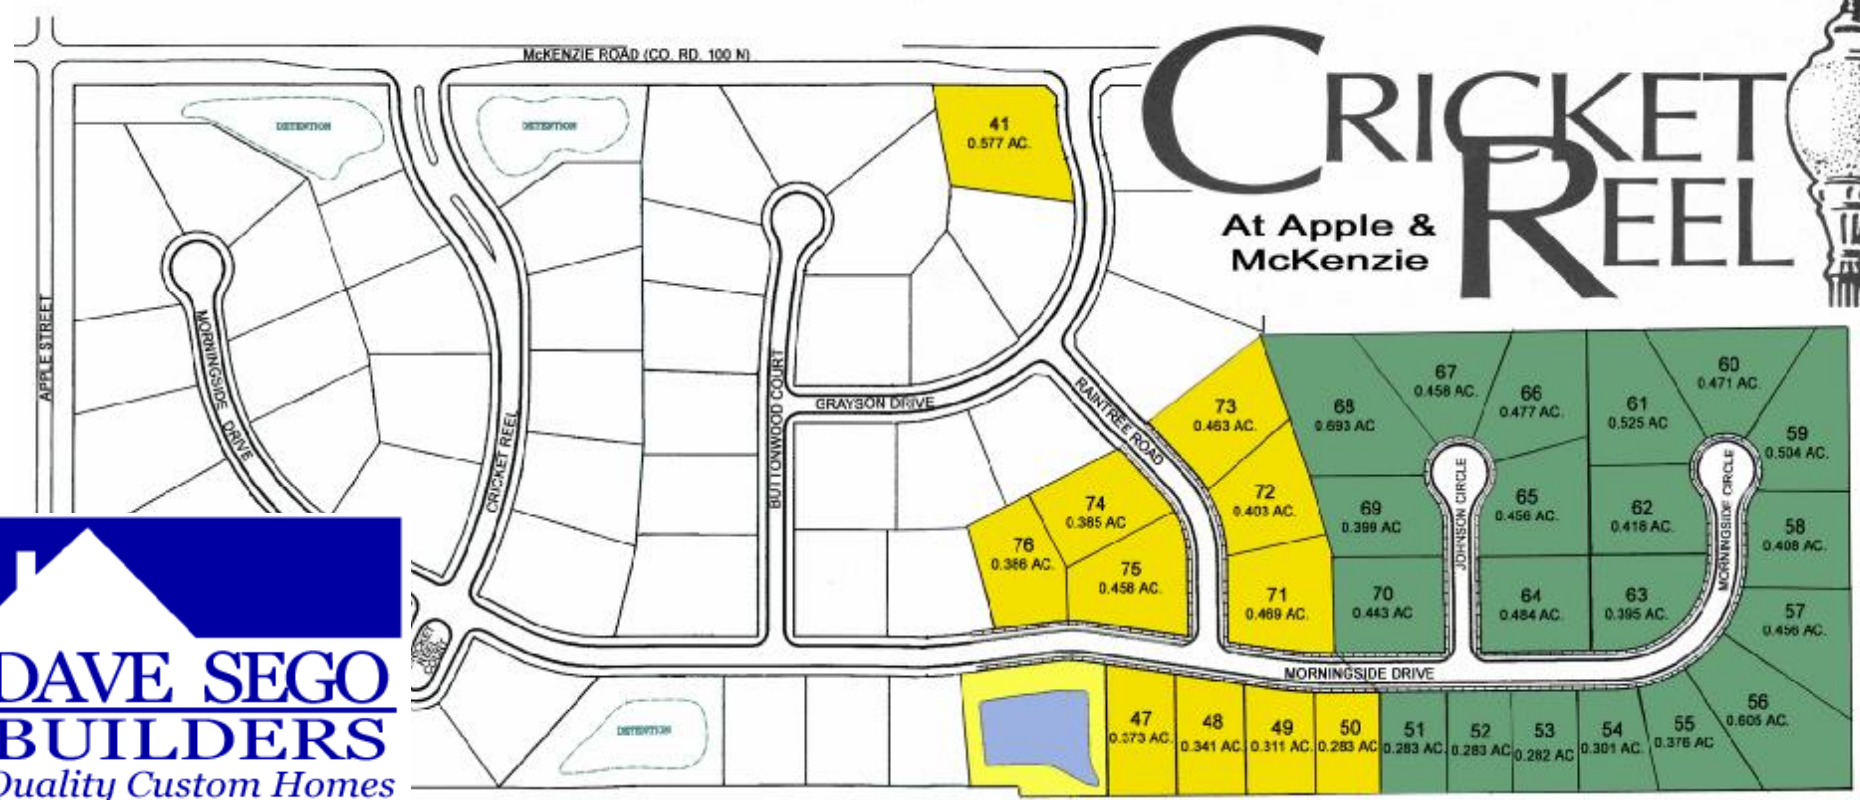 McKENZIE ROAD (CO. RD. 100 N)
CRICKET
REEL
At Apple &
McKenzie
DETENTION
DETENTION
41
0.577 AC.
APPLE STREET
MORNINGSIDE DRIVE
CRICKET REEL
BUTTONWOOD COURT
GRAYSON DRIVE
RAINTREE ROAD
73
0.463 AC.
72
0.403 AC.
71
0.469 AC.
74
0.385 AC
75
0.458 AC.
76
0.386 AC.
68
0.693 AC
67
0.458 AC.
66
0.477 AC.
61
0.525 AC
60
0.471 AC.
59
0.504 AC.
69
0.399 AC
65
0.456 AC.
62
0.418 AC.
58
0.408 AC.
70
0.443 AC
64
0.484 AC.
63
0.395 AC.
57
0.456 AC.
JOHNSON CIRCLE
MORNINGSIDE CIRCLE
MORNINGSIDE DRIVE
CRICKET
REEL
COURT
DETENTION
47
0.373 AC.
48
0.341 AC.
49
0.311 AC.
50
0.283 AC
51
0.283 AC.
52
0.283 AC
53
0.282 AC
54
0.301 AC.
55
0.376 AC
56
0.605 AC.
DAVE SEGO
BUILDERS
Quality Custom Homes